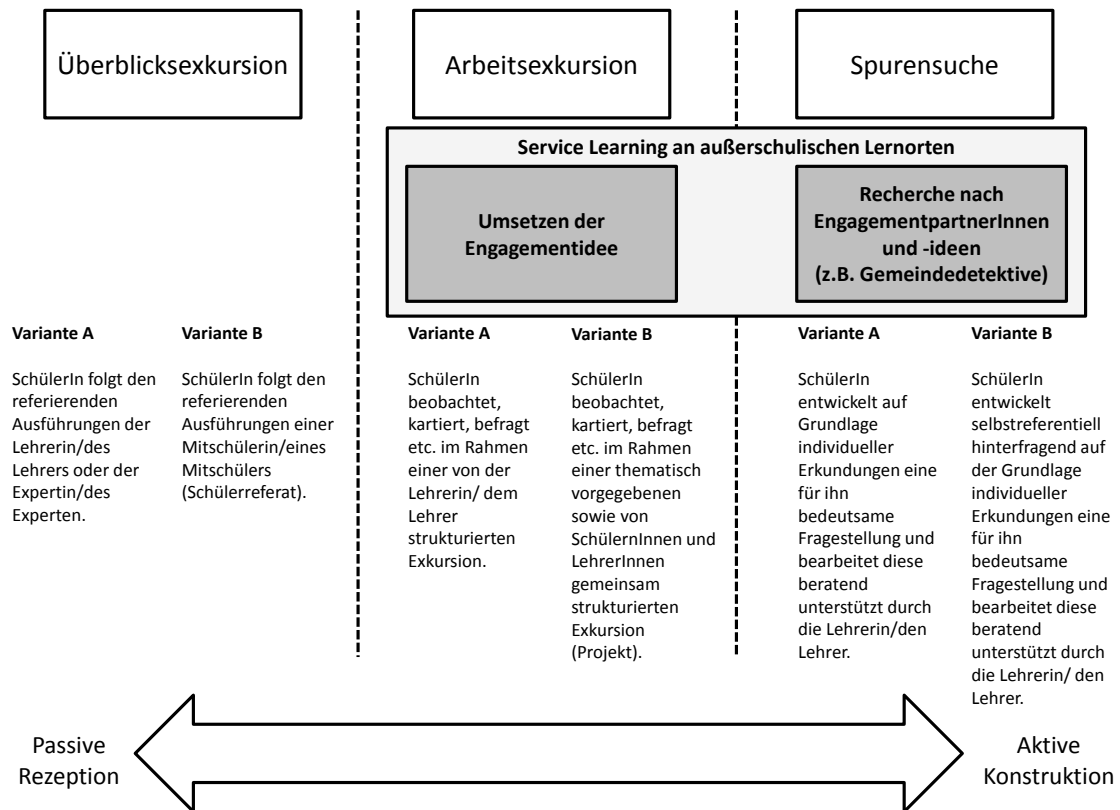 Überblicksexkursion
Arbeitsexkursion
Spurensuche
Service Learning an außerschulischen Lernorten
Umsetzen der
Engagementidee
Recherche nach
EngagementpartnerInnen
und -ideen
(z.B. Gemeindedetektive)
Variante A
SchülerIn folgt den
referierenden
Ausführungen der
Lehrerin/des
Lehrers oder der
Expertin/des
Experten.
Variante B
SchülerIn folgt den
referierenden
Ausführungen einer
Mitschülerin/eines
Mitschülers
(Schülerreferat).
Variante A
SchülerIn
beobachtet,
kartiert, befragt
etc. im Rahmen
einer von der
Lehrerin/ dem
Lehrer
strukturierten
Exkursion.
Variante B
SchülerIn
beobachtet,
kartiert, befragt
etc. im Rahmen
einer thematisch
vorgegebenen
sowie von
SchülernInnen und
LehrerInnen
gemeinsam
strukturierten
Exkursion
(Projekt).
Variante A
SchülerIn
entwickelt auf
Grundlage
individueller
Erkundungen eine
für ihn
bedeutsame
Fragestellung und
bearbeitet diese
beratend
unterstützt durch
die Lehrerin/den
Lehrer.
Variante B
SchülerIn
entwickelt
selbstreferentiell
hinterfragend auf
der Grundlage
individueller
Erkundungen eine
für ihn
bedeutsame
Fragestellung und
bearbeitet diese
beratend
unterstützt durch
die Lehrerin/ den
Lehrer.
Passive
Rezeption
Aktive
Konstruktion